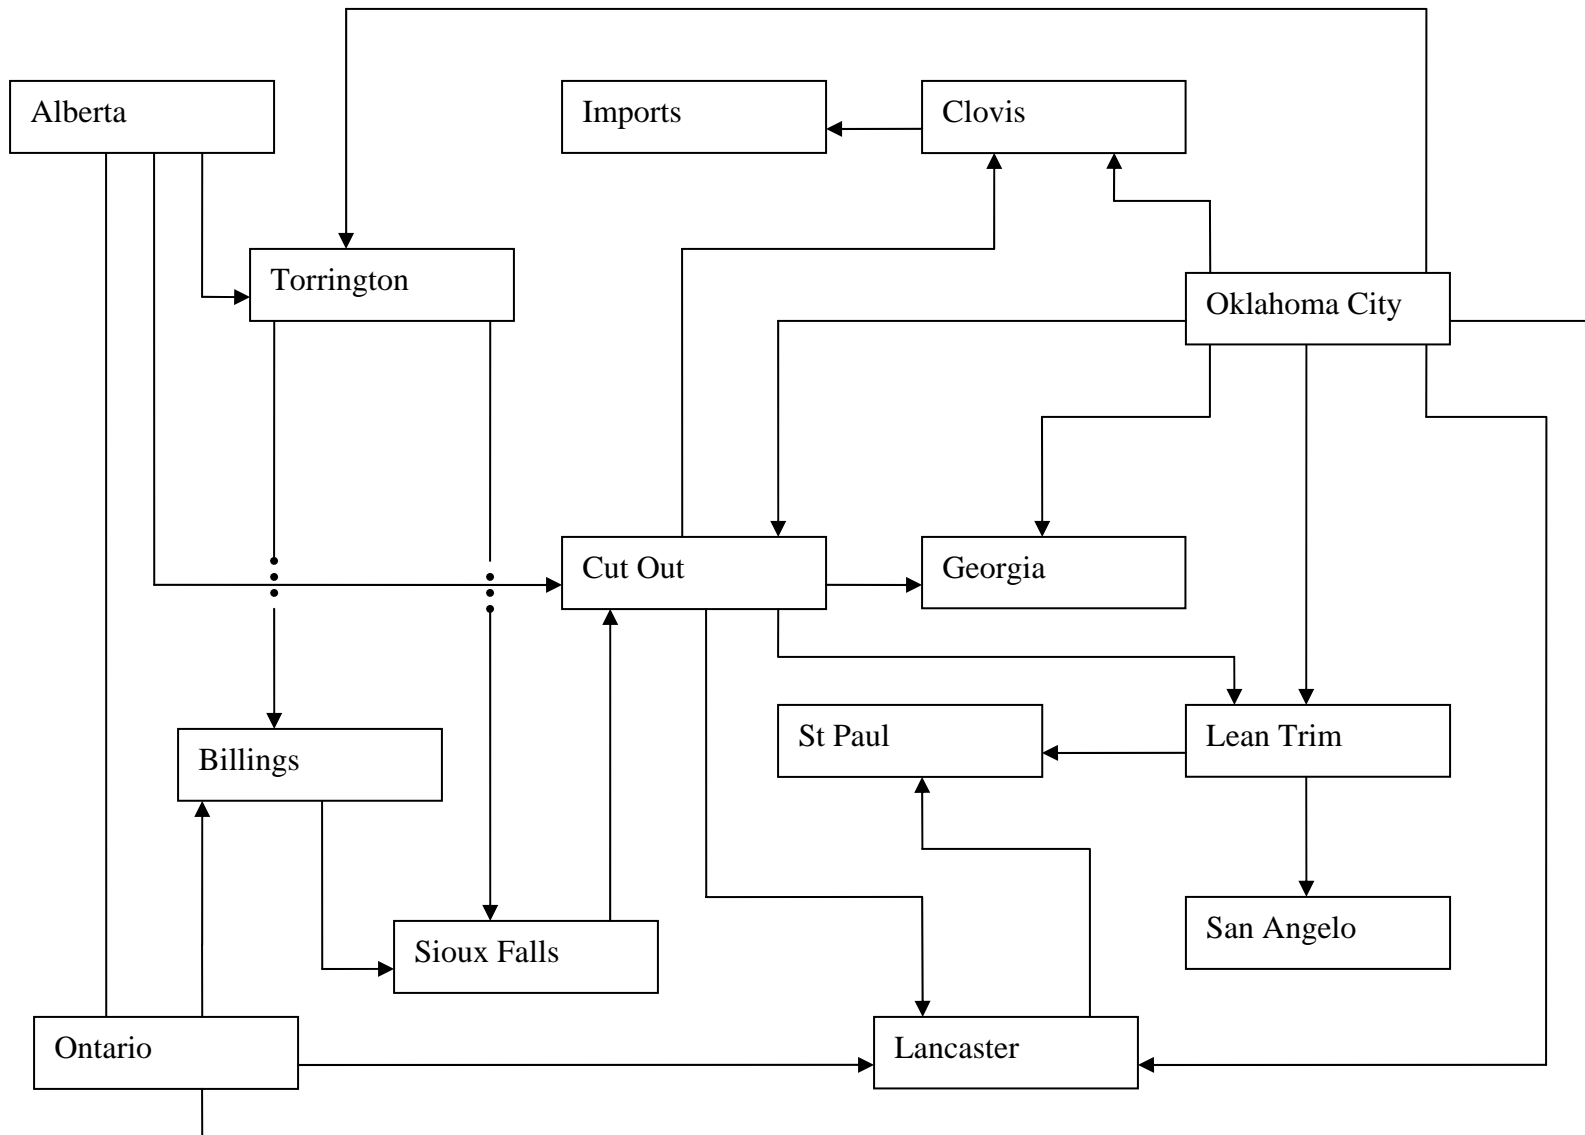 Alberta
Imports
Clovis
Torrington
Oklahoma City
Cut Out
Georgia
St Paul
Lean Trim
Billings
San Angelo
Sioux Falls
Ontario
Lancaster